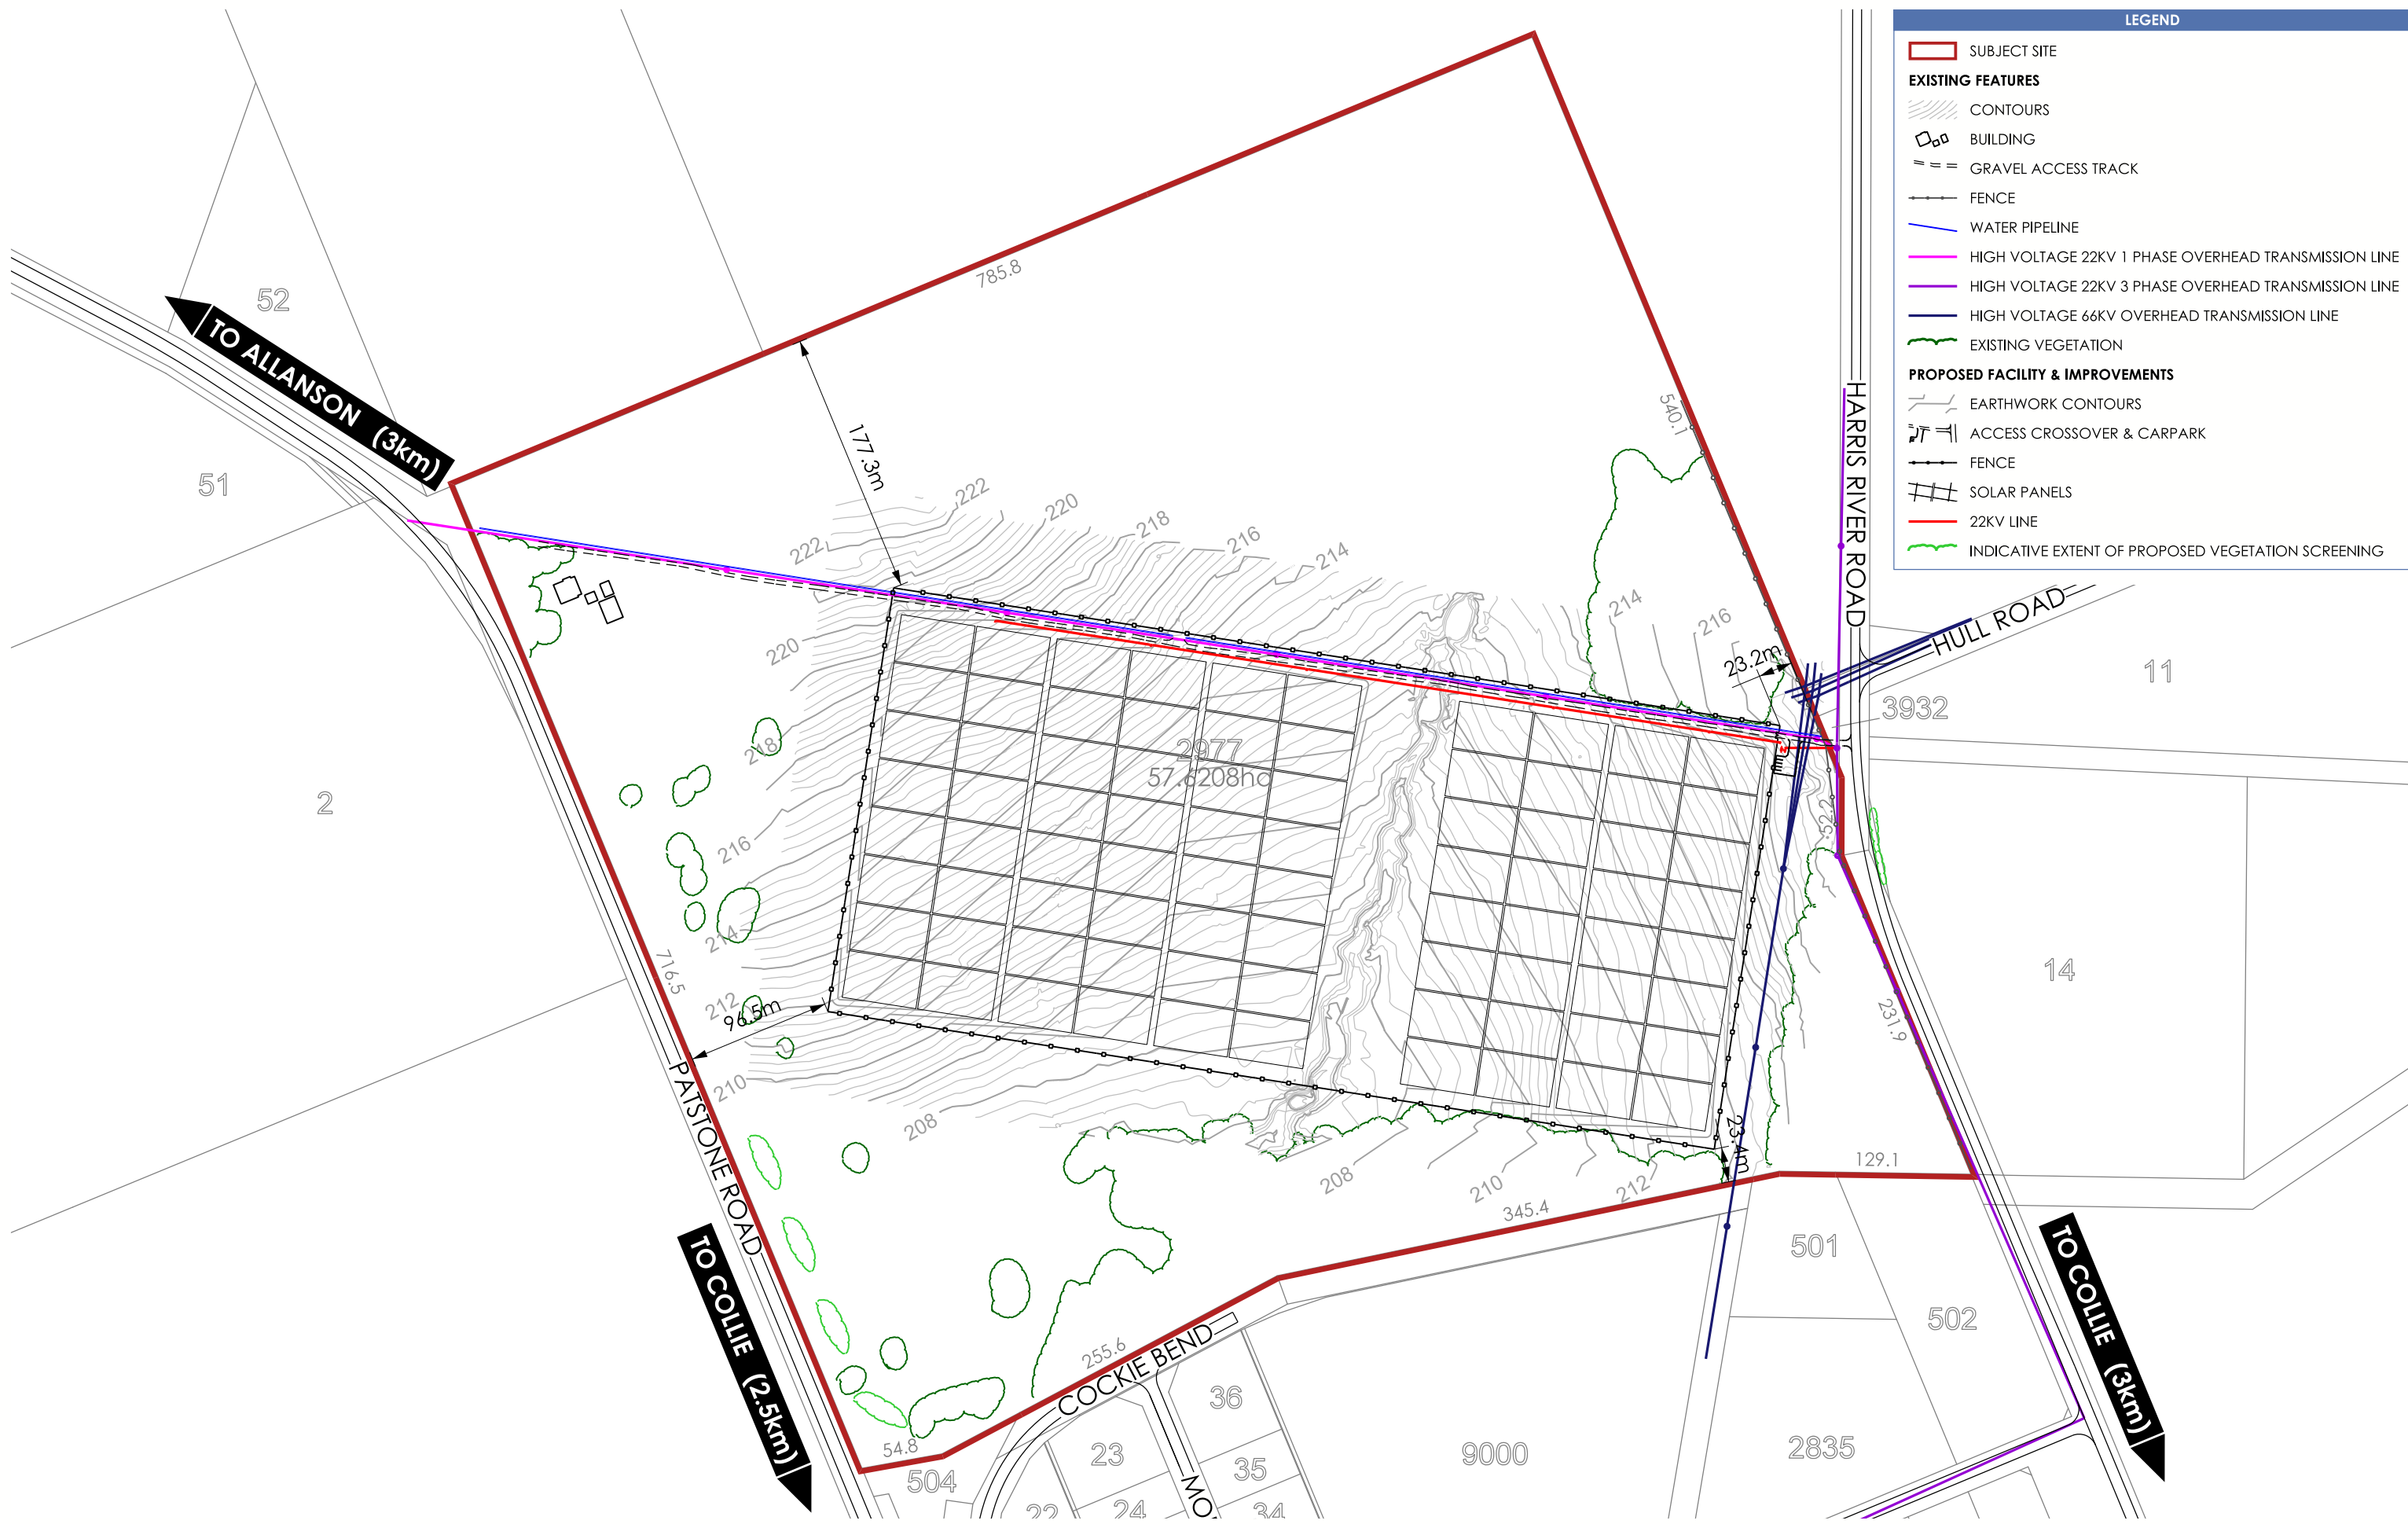 LEGEND
SUBJECT SITE
EXISTING FEATURES
CONTOURS
BUILDING
GRAVEL ACCESS TRACK
FENCE
WATER PIPELINE
HIGH VOLTAGE 22KV 1 PHASE OVERHEAD TRANSMISSION LINE
HIGH VOLTAGE 22KV 3 PHASE OVERHEAD TRANSMISSION LINE
HIGH VOLTAGE 66KV OVERHEAD TRANSMISSION LINE
EXISTING VEGETATION
PROPOSED FACILITY & IMPROVEMENTS
EARTHWORK CONTOURS
ACCESS CROSSOVER & CARPARK
FENCE
SOLAR PANELS
22KV LINE
INDICATIVE EXTENT OF PROPOSED VEGETATION SCREENING
785.8
52
TO ALLANSON (3km)
51
177.3m
540.1
HARRIS RIVER ROAD
222
220
218
216
214
222
220
218
216
214
212
210
208
214
216
23.2m
HULL ROAD
11
3932
2977
57.6208ha
2
52.2
14
716.5
96.5m
231.9
PATSTONE ROAD
23.4m
129.1
208
210
212
345.4
501
502
TO COLLIE (2.5km)
TO COLLIE (3km)
255.6
COCKIE BEND
54.8
504
36
23
35
9000
2835
22
24
MO
34